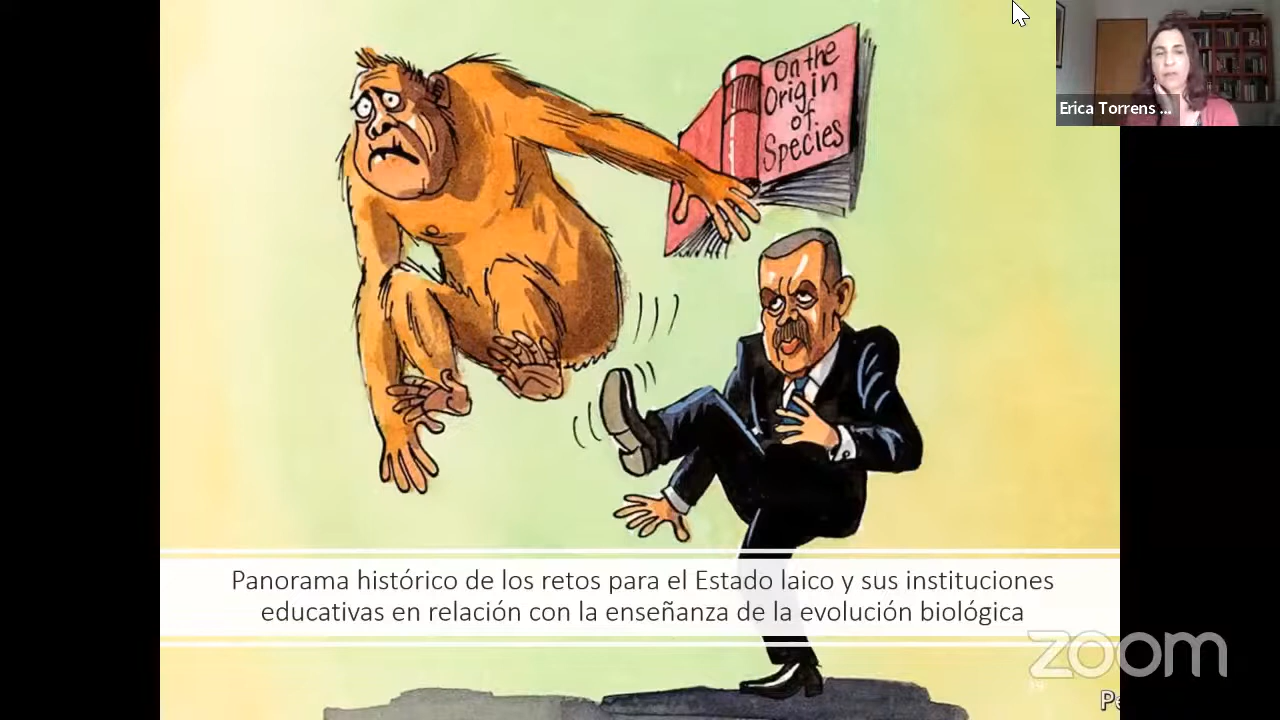 On the
Origin
of
Species
Erica Torrens ...
Panorama histórico de los retos para el Estado laico y sus instituciones
educativas en relación con la enseñanza de la evolución biológica
zoom